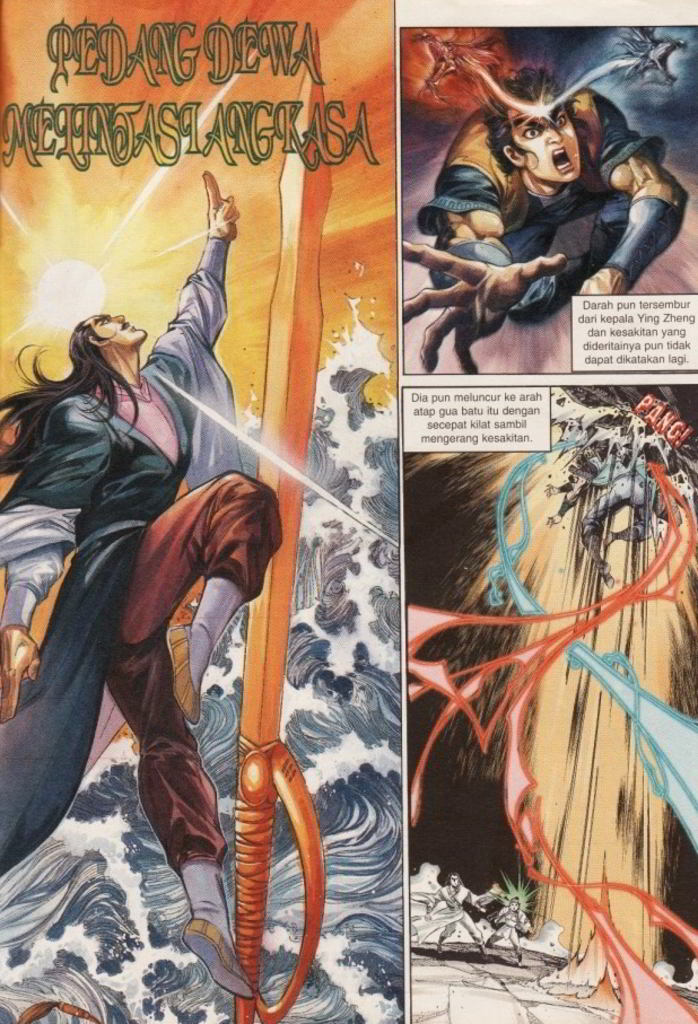 PEDANG DEWA
MELINTASI ANGKASA
Darah pun tersembur
dari kepala Ying Zheng
dan kesakitan yang
dideritainya pun tidak
dapat dikatakan lagi.
Dia pun meluncur ke arah
atap gua batu itu dengan
secepat kilat sambil
mengerang kesakitan.
PANG!